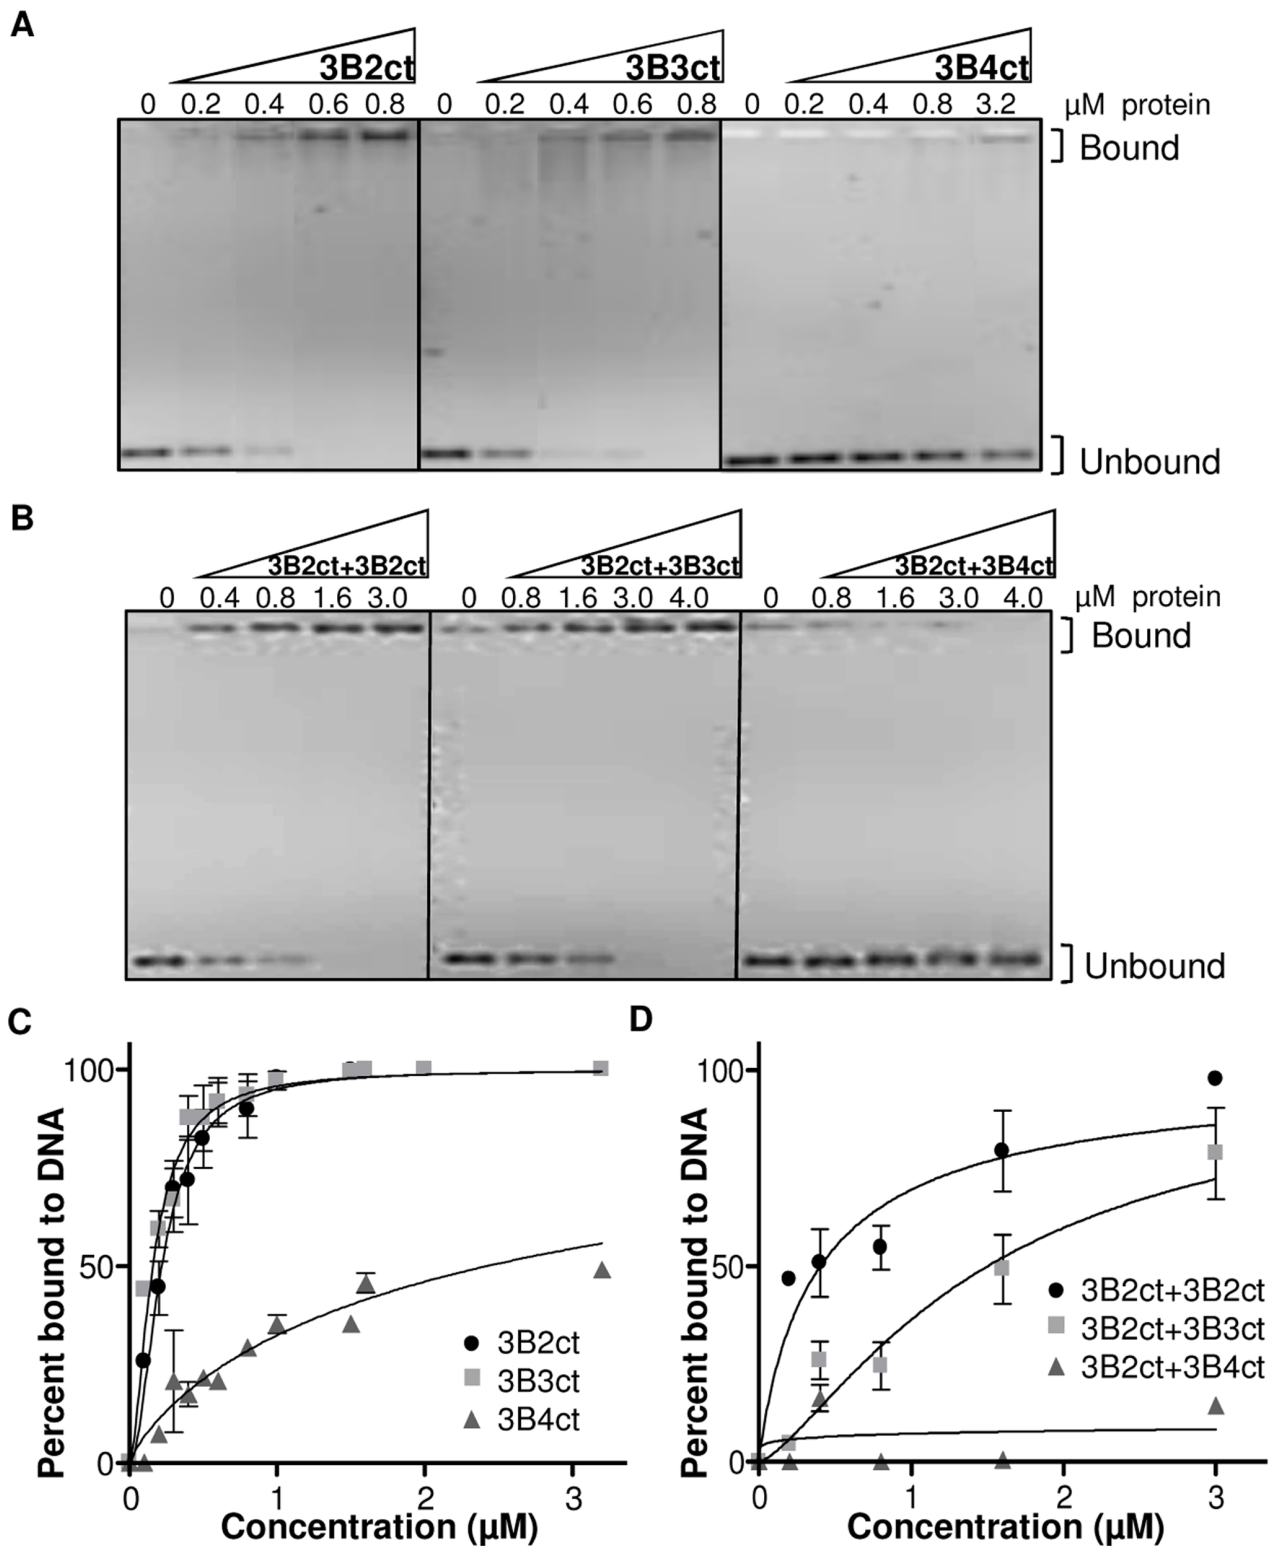 A
3B2ct 3B3ct 3B4ct
0 0.2 0.4 0.6 0.8 0 0.2 0.4 0.6 0.8 0 0.2 0.4 0.8 3.2 µM protein
Bound
Unbound
B
3B2ct+3B2ct 3B2ct+3B3ct 3B2ct+3B4ct
0 0.4 0.8 1.6 3.0 0 0.8 1.6 3.0 4.0 0 0.8 1.6 3.0 4.0 µM protein
Bound
Unbound
C
Percent bound to DNA
100
50
0
0 1 2 3
Concentration (µM)
3B2ct
3B3ct
3B4ct
D
Percent bound to DNA
100
50
0
0 1 2 3
Concentration (µM)
3B2ct+3B2ct
3B2ct+3B3ct
3B2ct+3B4ct